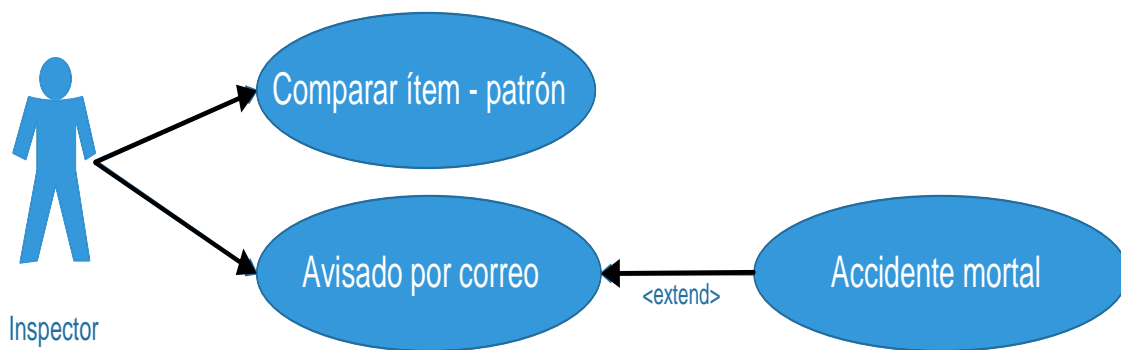 Comparar ítem - patrón
Avisado por correo
<extend>
Accidente mortal
Inspector